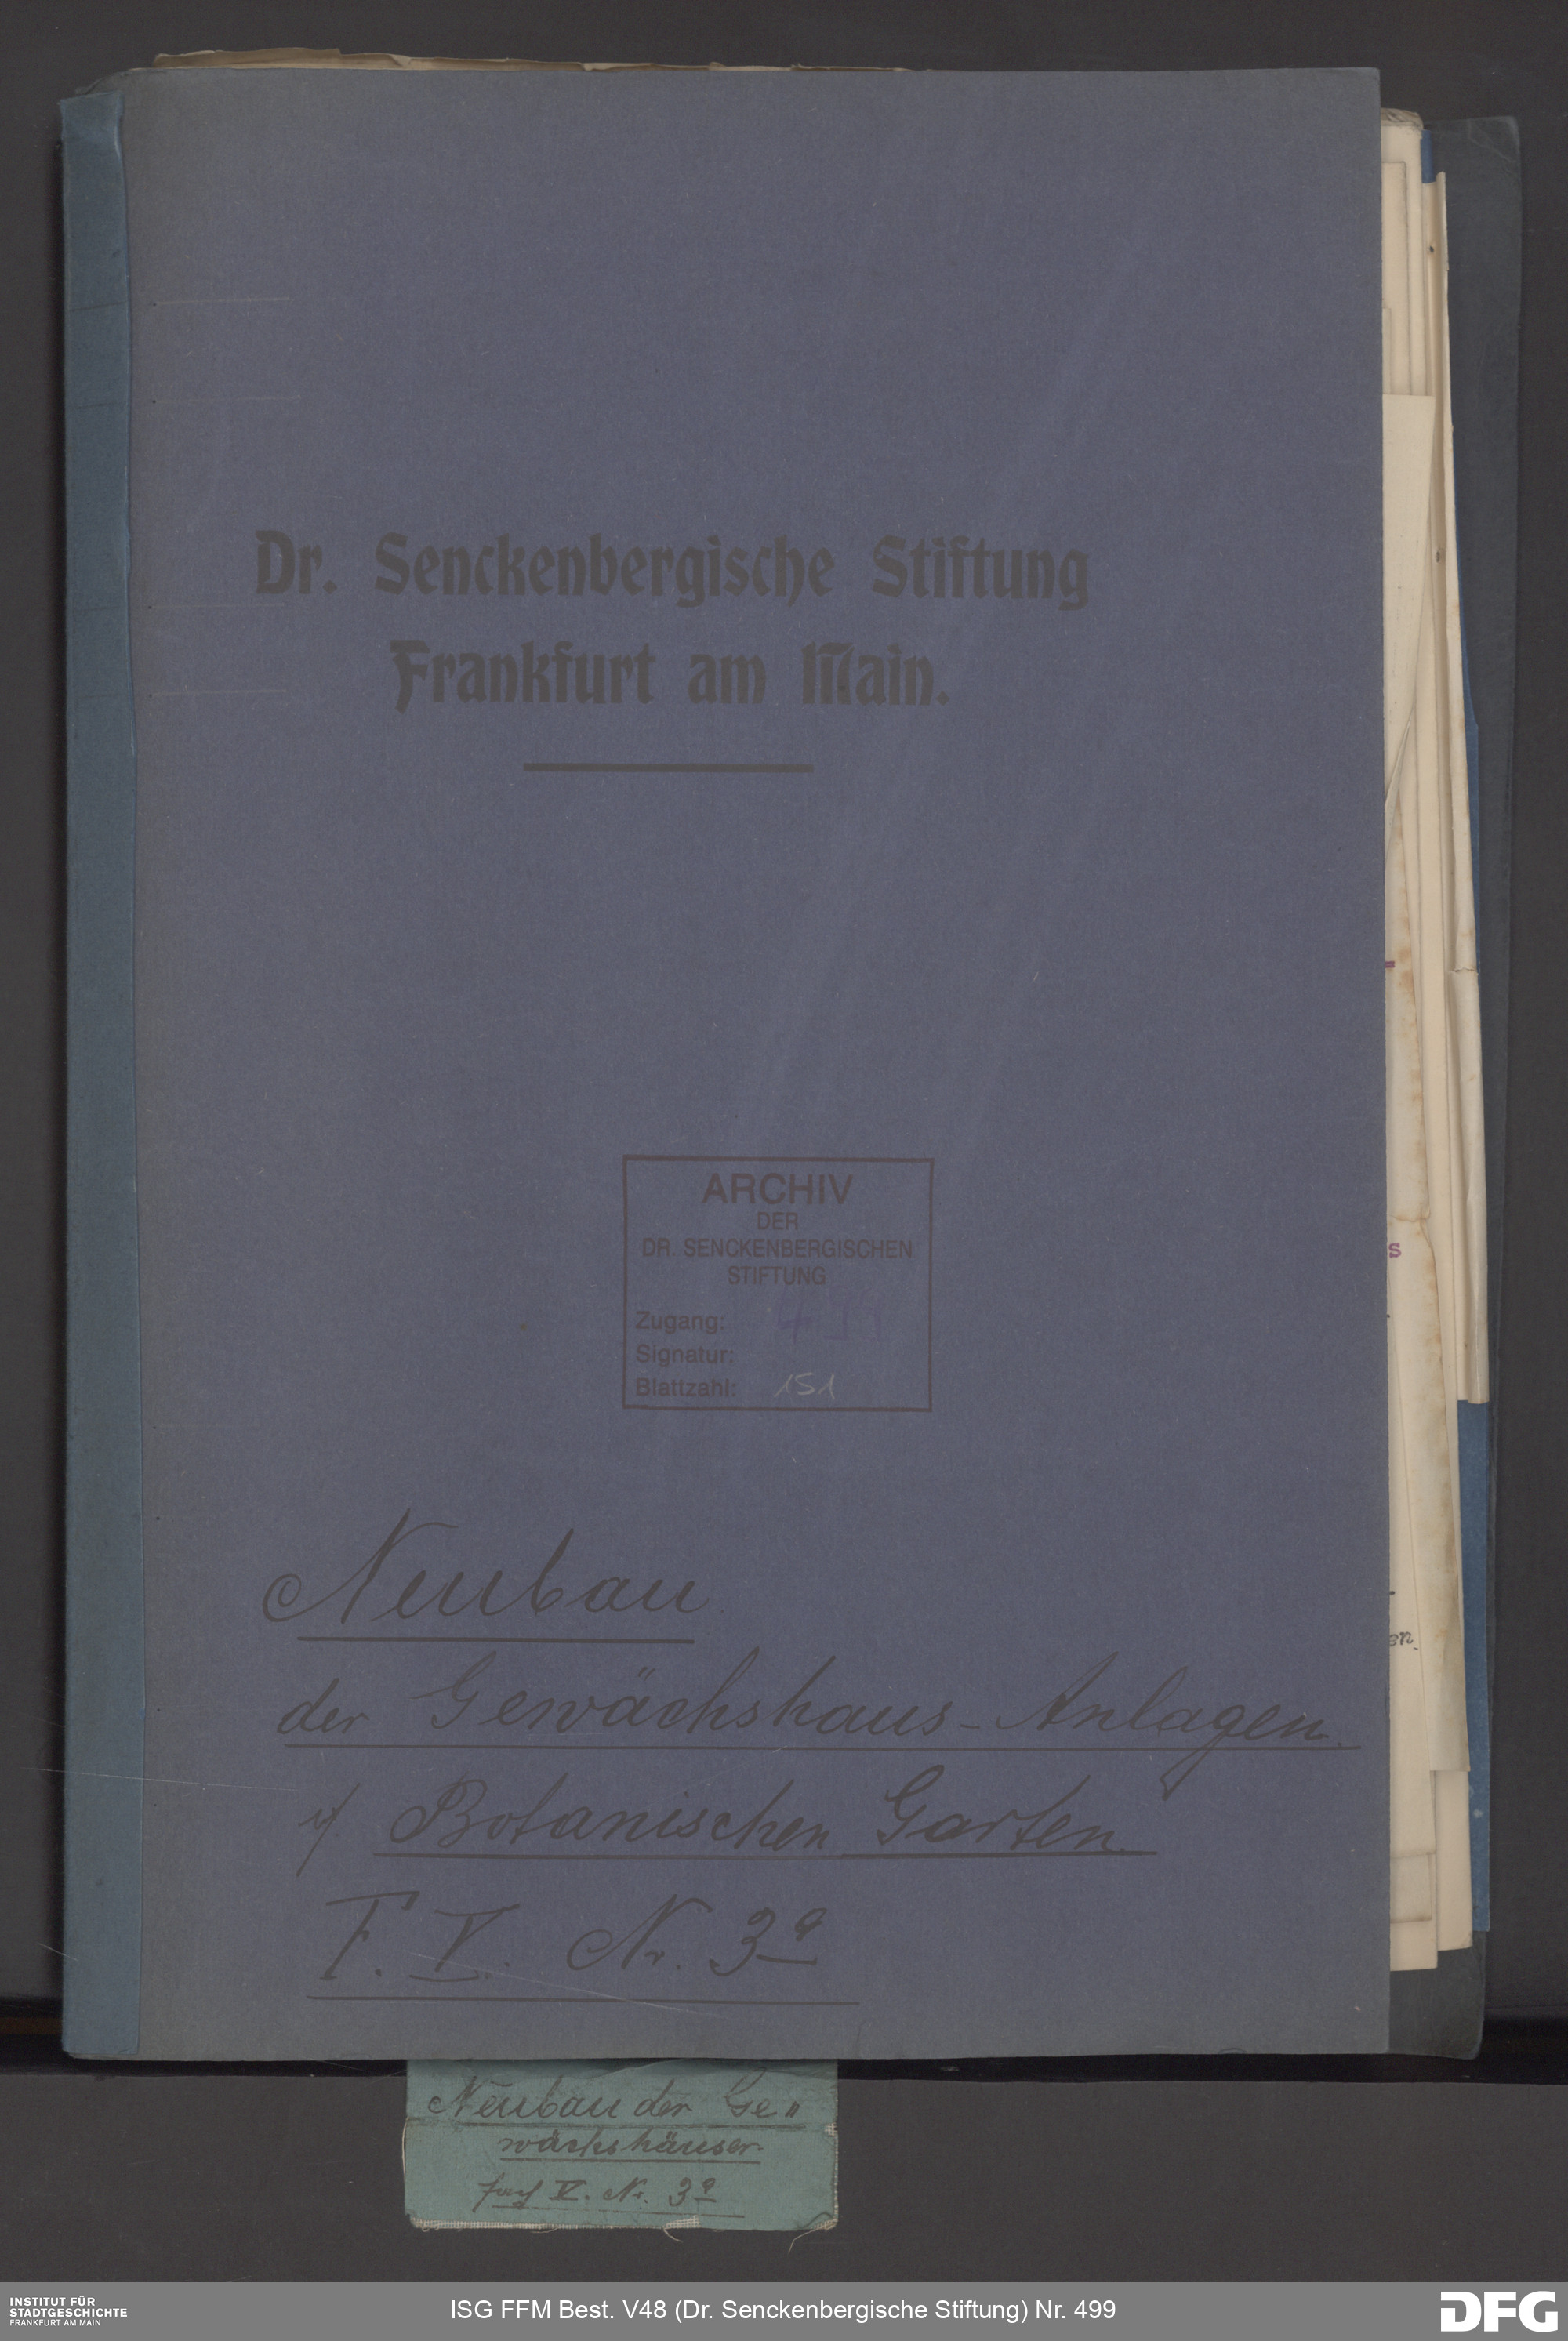 Dr. Senckenbergische Stiftung
Frankfurt am Main.
ARCHIV
DER
DR. SENCKENBERGISCHEN
STIFTUNG
Zugang: 499
Signatur:
Blattzahl: 151
Neubau
der Gewächshaus-Anlagen.
Botanischen Garten.
F. V. Nr. 3a
Neubau der Ge„
wächshäuser.
fach V. Nr. 3a
s
en.
INSTITUT FÜR
STADTGESCHICHTE
FRANKFURT AM MAIN
ISG FFM Best. V48 (Dr. Senckenbergische Stiftung) Nr. 499
DFG